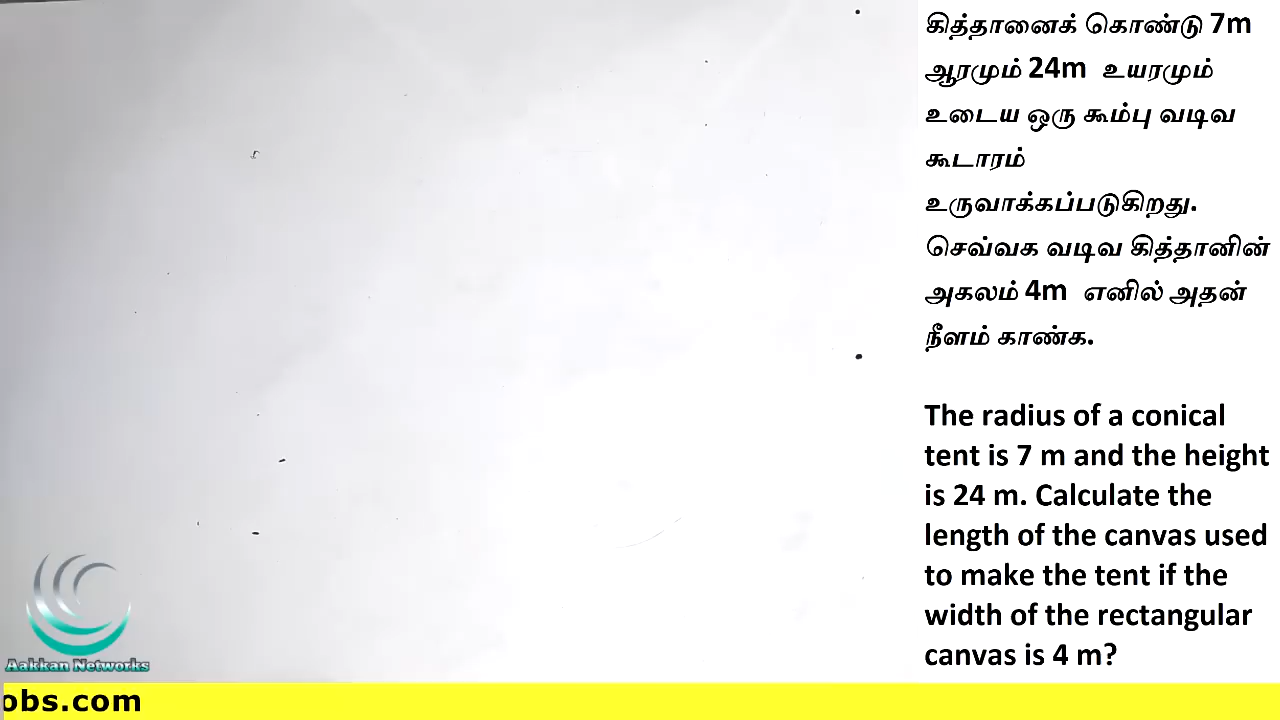 கித்தானைக் கொண்டு 7m
ஆரமும் 24m உயரமும்
உடைய ஒரு கூம்பு வடிவ
கூடாரம்
உருவாக்கப்படுகிறது.
செவ்வக வடிவ கித்தானின்
அகலம் 4m எனில் அதன்
நீளம் காண்க.
The radius of a conical
tent is 7 m and the height
is 24 m. Calculate the
length of the canvas used
to make the tent if the
width of the rectangular
canvas is 4 m?
Aakkan Networks
obs.com